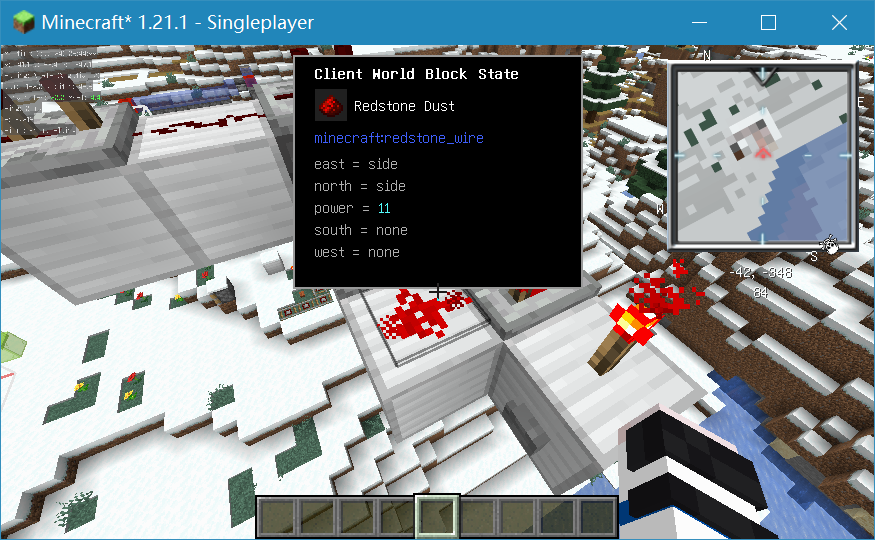 Minecraft* 1.21.1 - Singleplayer
Client World Block State
Redstone Dust
minecraft:redstone_wire
east = side
north = side
power = 11
south = none
west = none
N
E
W
S
-42, -348
64